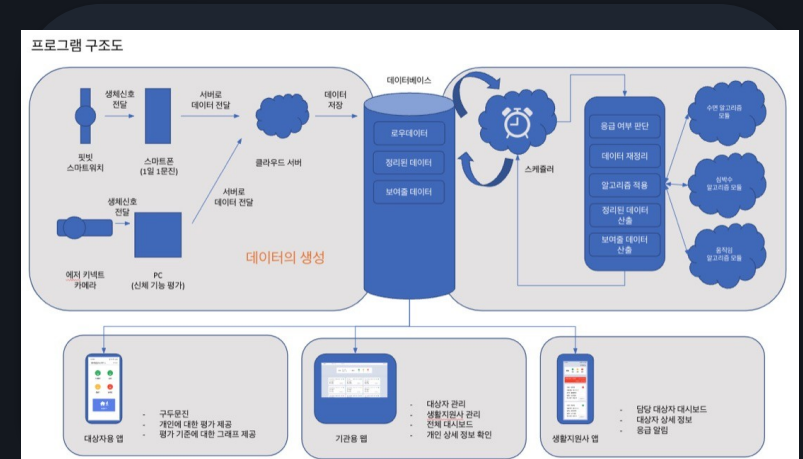 프로그램 구조도
생체신호
전달
서버로
데이터 전달
데이터
저장
데이터베이스
핏빗
스마트워치
스마트폰
(1일 1문진)
클라우드 서버
생체신호
전달
서버로
데이터 전달
에저 키넥트
카메라
PC
(신체 기능 평가)
데이터의 생성
로우데이터
정리된 데이터
보여줄 데이터
스케쥴러
응급 여부 판단
데이터 재정리
알고리즘 적용
정리된 데이터
산출
보여줄 데이터
산출
수면 알고리즘
모듈
심박수
알고리즘 모듈
움직임
알고리즘 모듈
대상자용 앱
- 구두문진
- 개인에 대한 평가 제공
- 평가 기준에 대한 그래프 제공
기관용 웹
- 대상자 관리
- 생활지원사 관리
- 전체 대시보드
- 개인 상세 정보 확인
생활지원사 앱
- 담당 대상자 대시보드
- 대상자 상세 정보
- 응급 알림